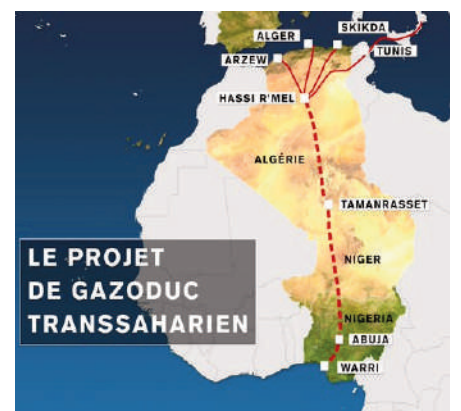 SKIKDA
ALGER
TUNIS
ARZEW
HASSI R'MEL
ALGÉRIE
TAMANRASSET
LE PROJET
DE GAZODUC
TRANSSAHARIEN
NIGER
NIGERIA
ABUJA
WARRI